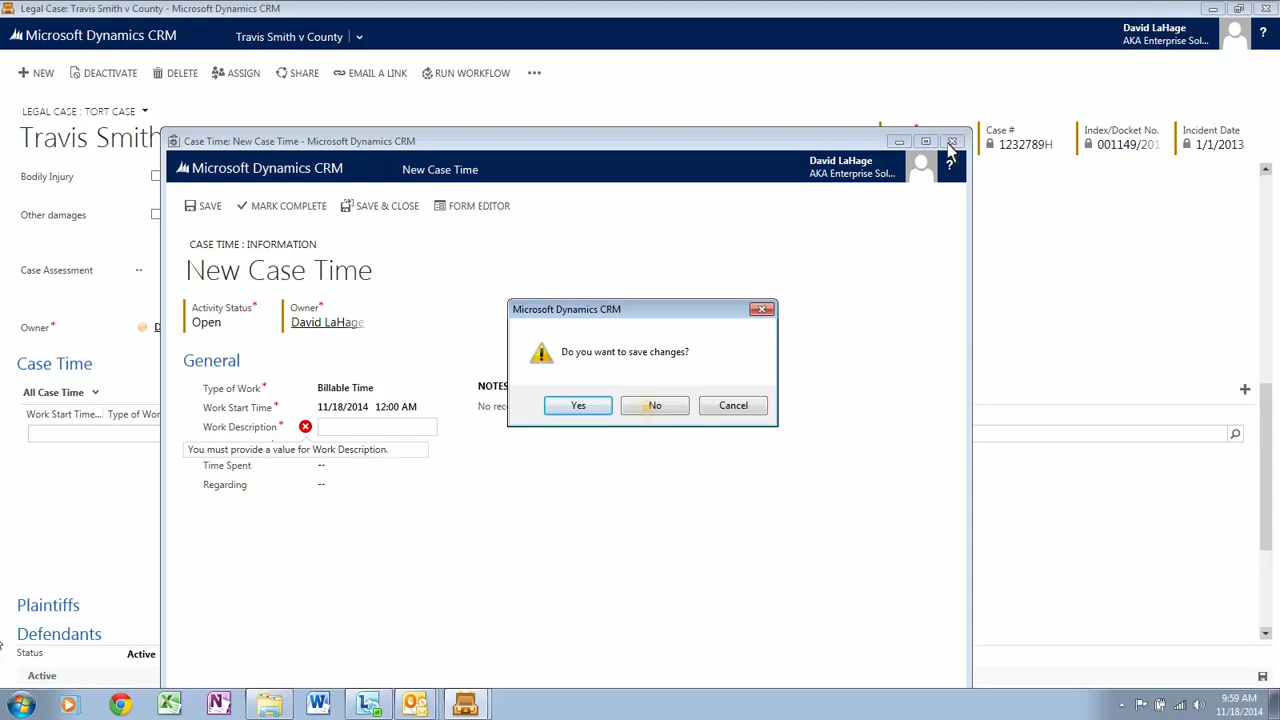 Legal Case: Travis Smith v County
Microsoft Dynamics CRM
Travis Smith v County
David LaHage
AKA Enterprise Sol...
?
NEW
DEACTIVATE
DELETE
ASSIGN
SHARE
EMAIL A LINK
RUN WORKFLOW
...
LEGAL CASE : TORT CASE
Travis Smith
Case #
1232789H
Index/Docket No.
001149/201
Incident Date
1/1/2013
Bodily Injury
Other damages
Case Assessment --
Owner *
Case Time
All Case Time
Work Start Time... Type of Wor
Plaintiffs
Defendants
Status Active
Active
Case Time: New Case Time - Microsoft Dynamics CRM
Microsoft Dynamics CRM
New Case Time
David LaHage
AKA Enterprise Sol...
?
SAVE
MARK COMPLETE
SAVE & CLOSE
FORM EDITOR
CASE TIME : INFORMATION
New Case Time
Activity Status *
Open
Owner *
David LaHage
General
Type of Work * Billable Time
Work Start Time * 11/18/2014 12:00 AM
Work Description *
You must provide a value for Work Description.
Time Spent --
Regarding --
NOTES
No rec
Microsoft Dynamics CRM
Do you want to save changes?
Yes
No
Cancel
9:59 AM
11/18/2014